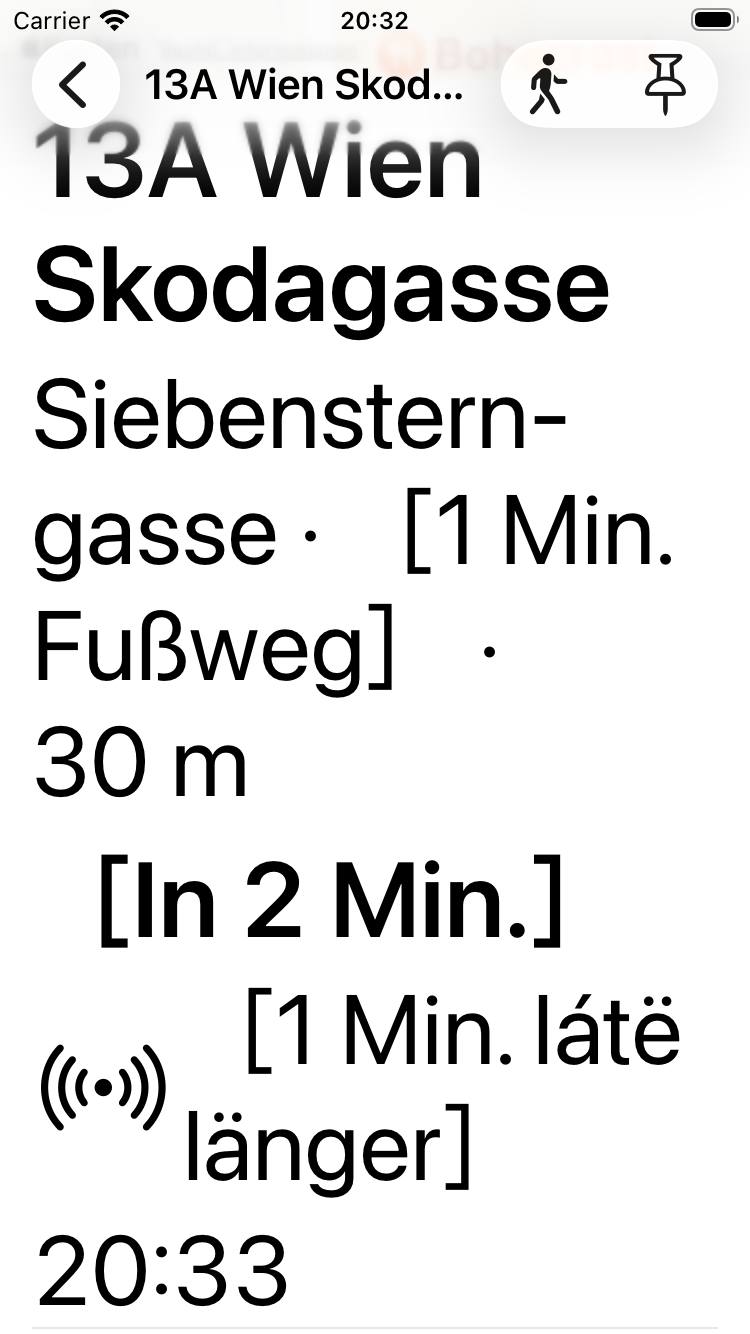 Carrier 20:32
13A Wien Skod...
13A Wien
Skodagasse
Siebenstern-
gasse · [1 Min.
Fußweg] ·
30 m
[In 2 Min.]
[1 Min. látë
länger]
20:33